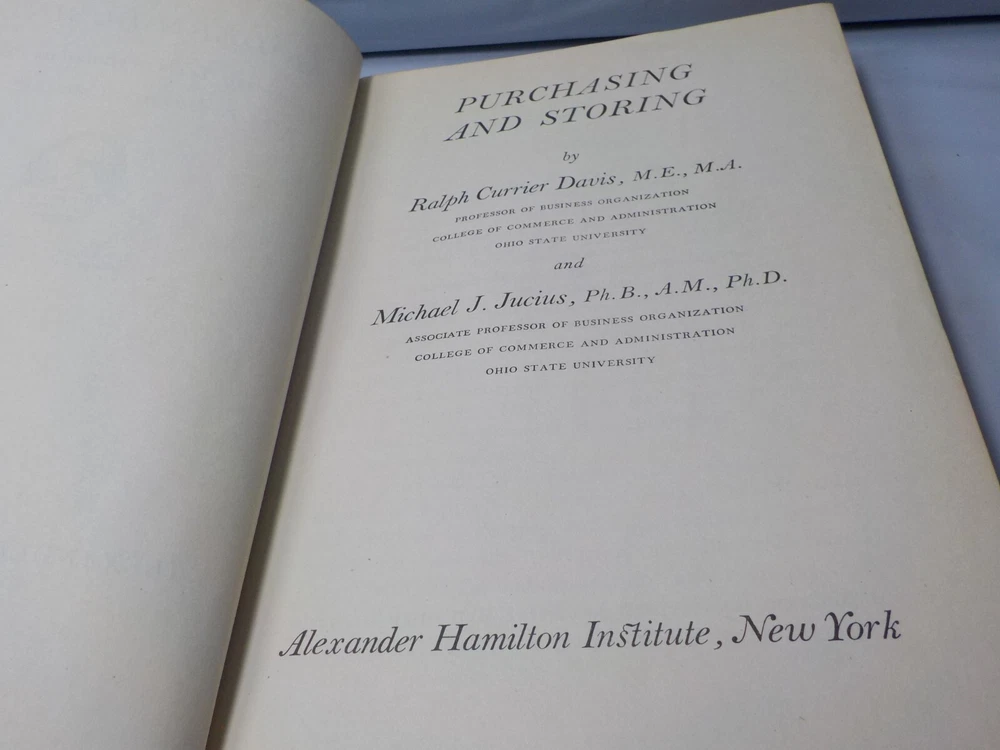 PURCHASING
AND STORING
by
Ralph Currier Davis, M.E., M.A.
PROFESSOR OF BUSINESS ORGANIZATION
COLLEGE OF COMMERCE AND ADMINISTRATION
OHIO STATE UNIVERSITY
and
Michael J. Jucius, Ph.B., A.M., Ph.D.
ASSOCIATE PROFESSOR OF BUSINESS ORGANIZATION
COLLEGE OF COMMERCE AND ADMINISTRATION
OHIO STATE UNIVERSITY
Alexander Hamilton Institute, New York